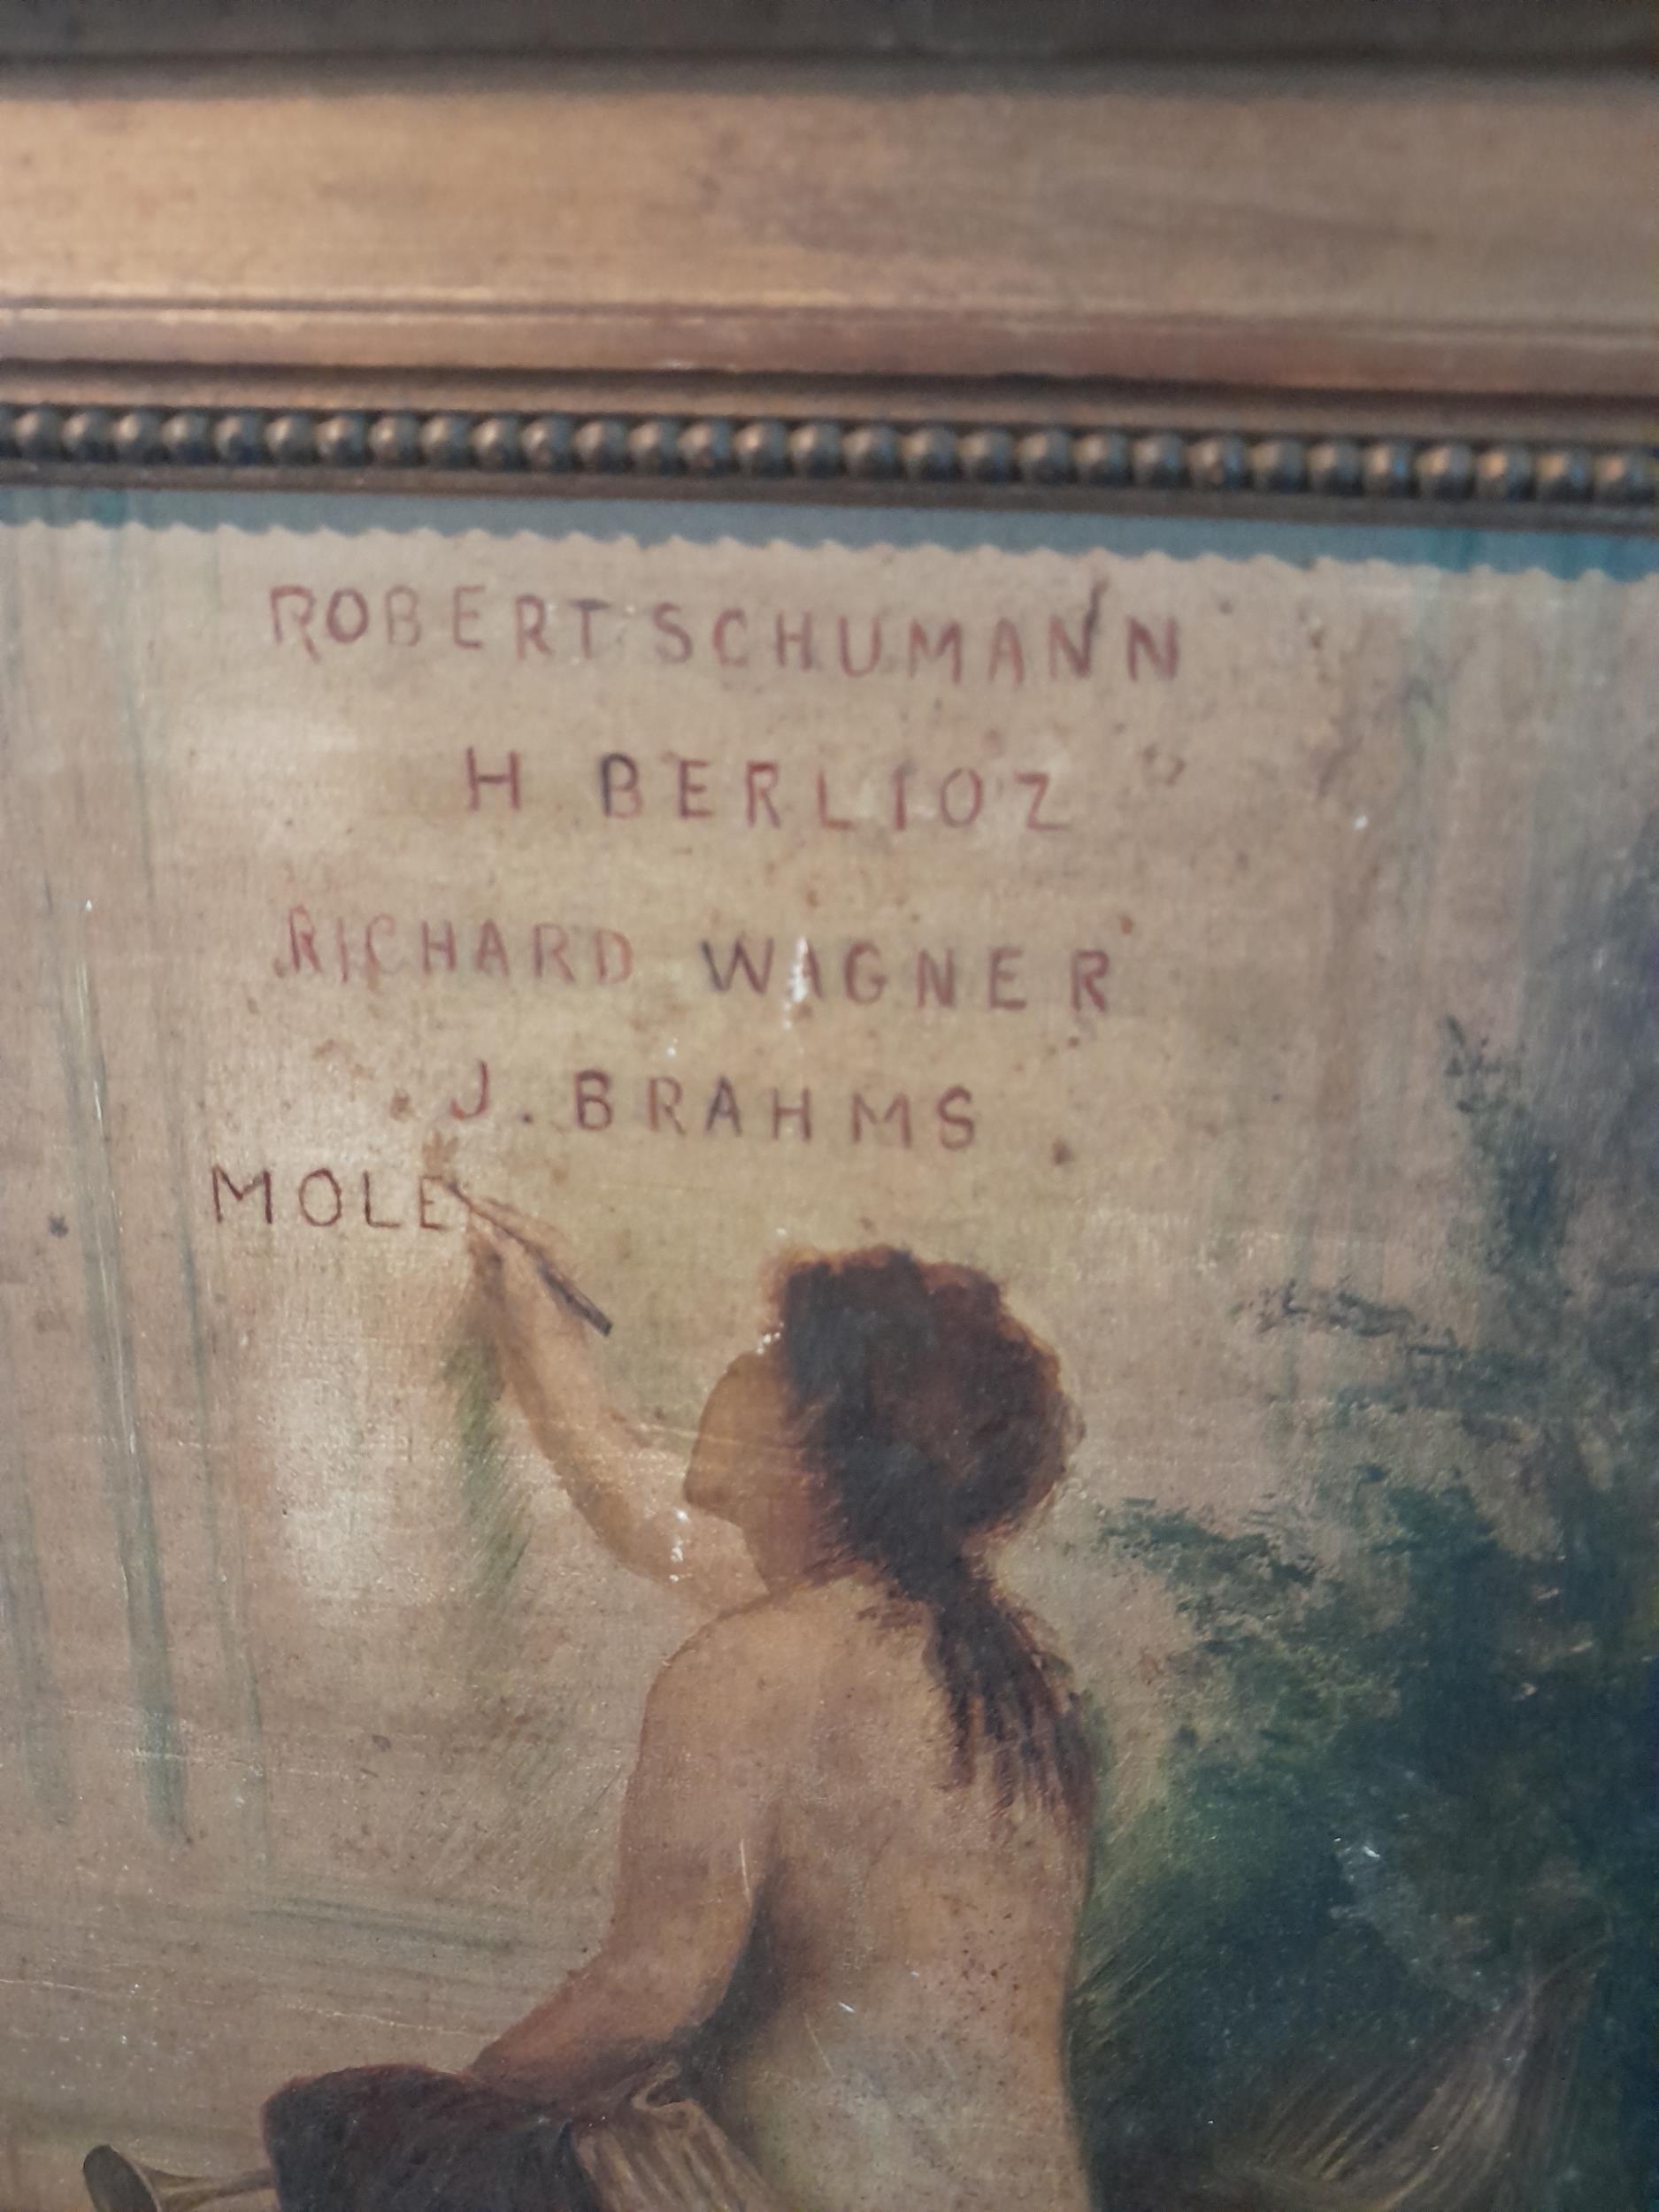 ROBERT SCHUMANN
H BERLIOZ
RICHARD WAGNER
J. BRAHMS
MOLE